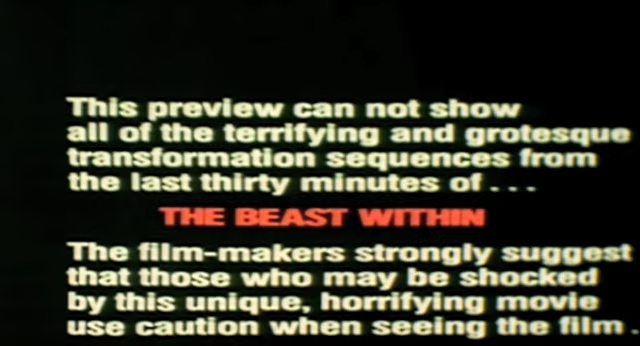 This preview can not show
all of the terrifying and grotesque
transformation sequences from
the last thirty minutes of...
THE BEAST WITHIN
The film-makers strongly suggest
that those who may be shocked
by this unique, horrifying movie
use caution when seeing the film.